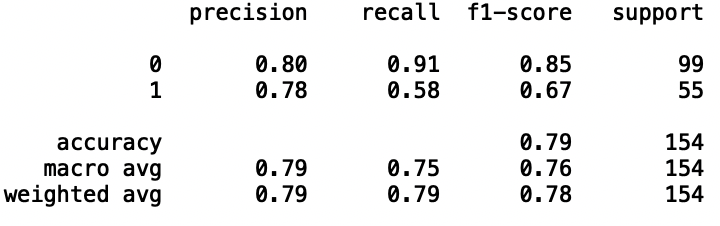 precision recall f1-score support
0 0.80 0.91 0.85 99
1 0.78 0.58 0.67 55
accuracy 0.79 154
macro avg 0.79 0.75 0.76 154
weighted avg 0.79 0.79 0.78 154